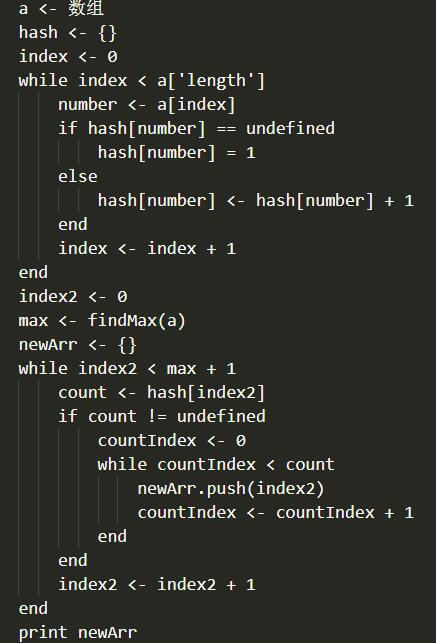 a <- 数组
hash <- {}
index <- 0
while index < a['length']
    number <- a[index]
    if hash[number] == undefined
        hash[number] = 1
    else
        hash[number] <- hash[number] + 1
    end
    index <- index + 1
end
index2 <- 0
max <- findMax(a)
newArr <- {}
while index2 < max + 1
    count <- hash[index2]
    if count != undefined
        countIndex <- 0
        while countIndex < count
            newArr.push(index2)
            countIndex <- countIndex + 1
        end
    end
    index2 <- index2 + 1
end
print newArr